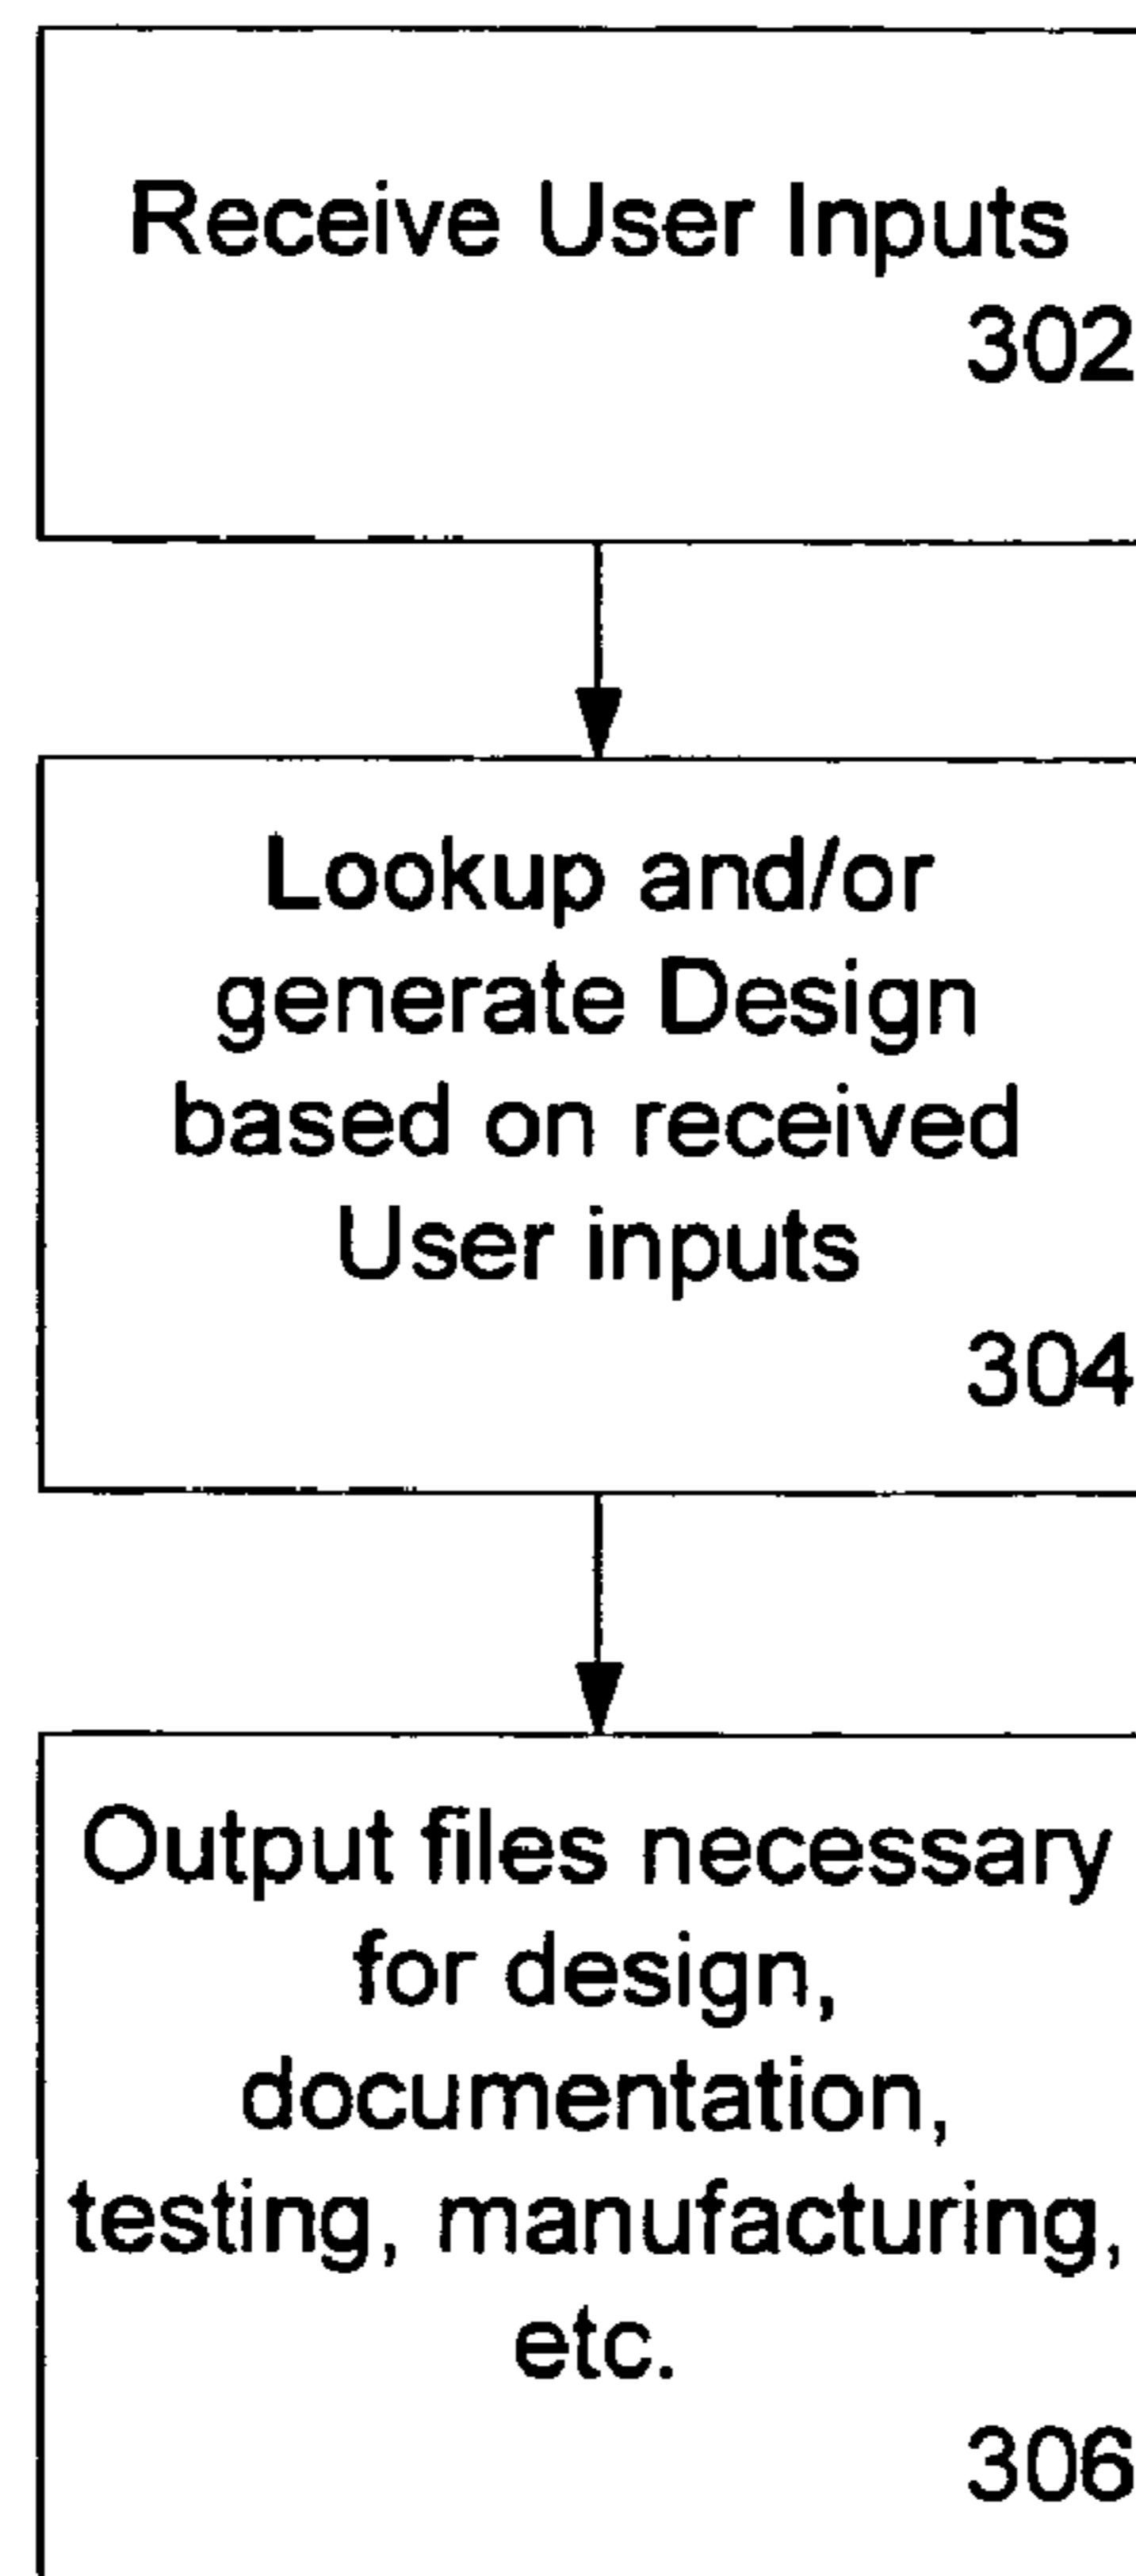 Receive User Inputs
302
Lookup and/or
generate Design
based on received
User inputs
304
Output files necessary
for design,
documentation,
testing, manufacturing,
etc.
306